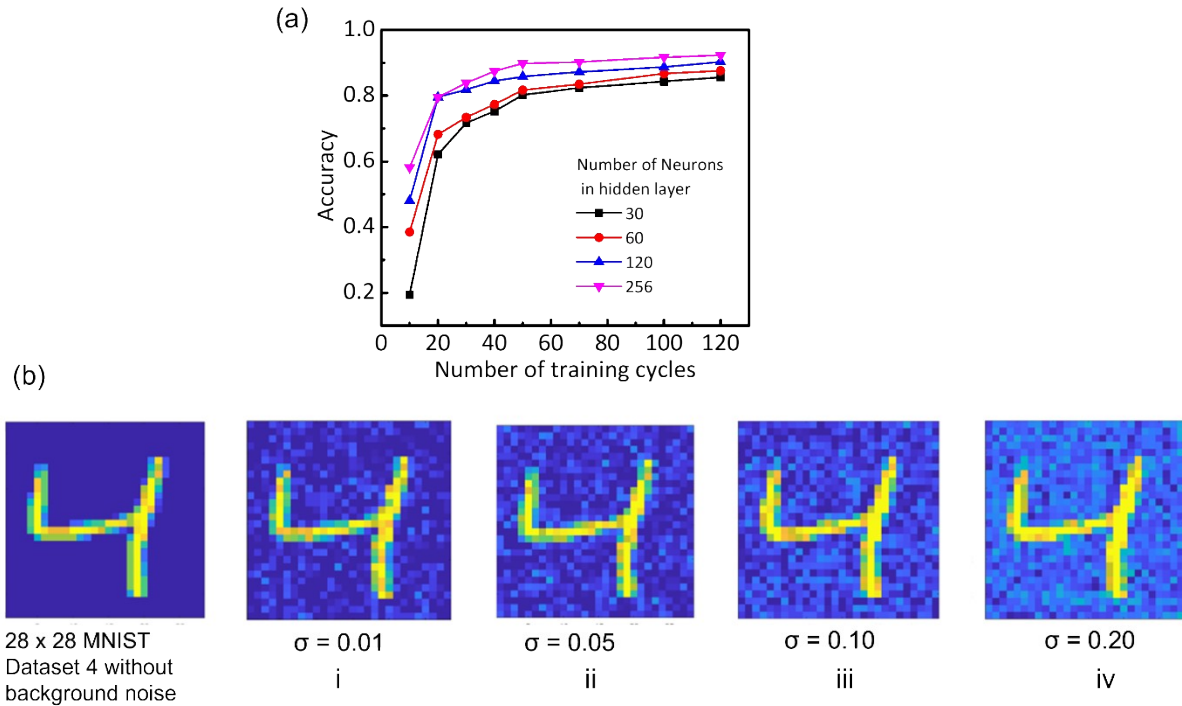 (a)
1.0
0.8
0.6
0.4
0.2
Accuracy
Number of Neurons
in hidden layer
30
60
120
256
0 20 40 60 80 100 120
Number of training cycles
(b)
28 x 28 MNIST
Dataset 4 without
background noise
σ = 0.01
i
σ = 0.05
ii
σ = 0.10
iii
σ = 0.20
iv